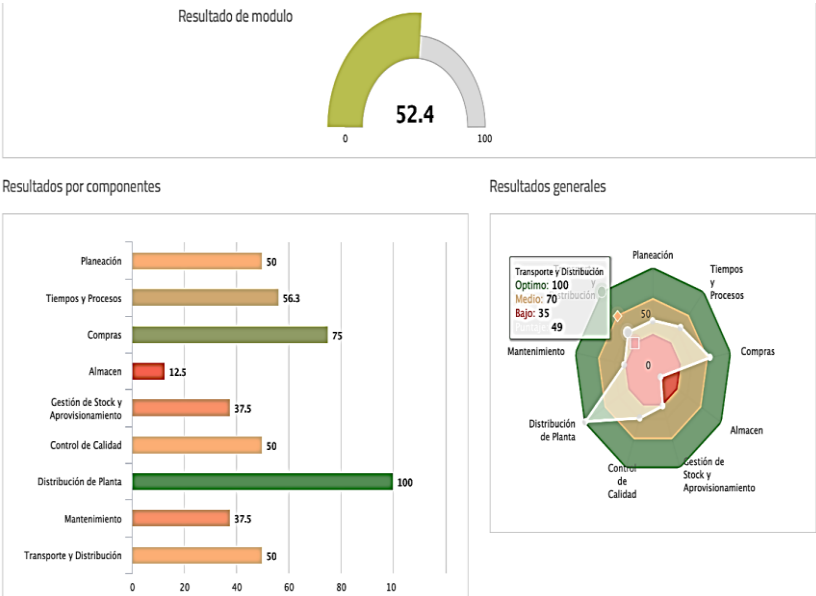 Resultado de modulo
52.4
0
100
Resultados por componentes
Resultados generales
Planeación
50
Tiempos y Procesos
56.3
Compras
75
Almacen
12.5
Gestión de Stock y
Aprovisionamiento
37.5
Control de Calidad
50
Distribución de Planta
100
Mantenimiento
37.5
Transporte y Distribución
50
0
20
40
60
80
10
Planeación
Tiempos
y
Procesos
Transporte y Distribución
Optimo: 100
Medio: 70
Bajo: 35
49
y
50
0
Mantenimiento
Compras
Distribución
de Planta
Almacen
Control
de
Calidad
Gestión de
Stock y
Aprovisionamiento